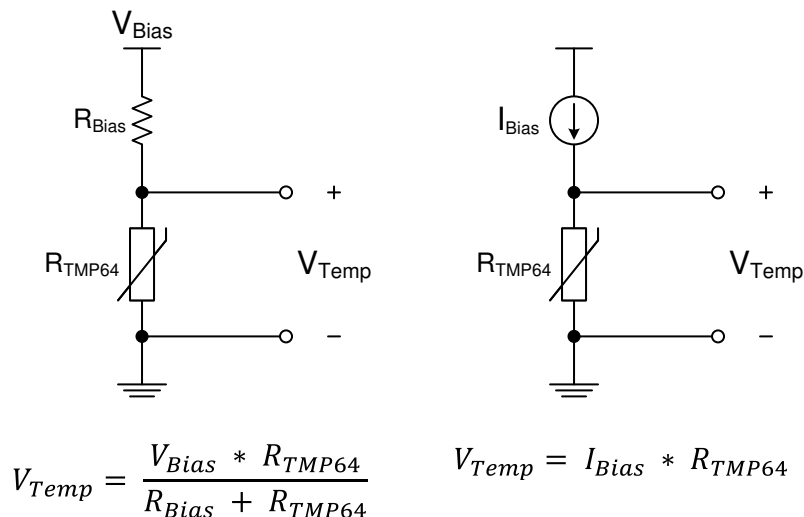 V_Bias
R_Bias
+
R_TMP64
V_Temp
−
V_Temp = V_Bias * R_TMP64 / R_Bias + R_TMP64
I_Bias
+
R_TMP64
V_Temp
−
V_Temp = I_Bias * R_TMP64